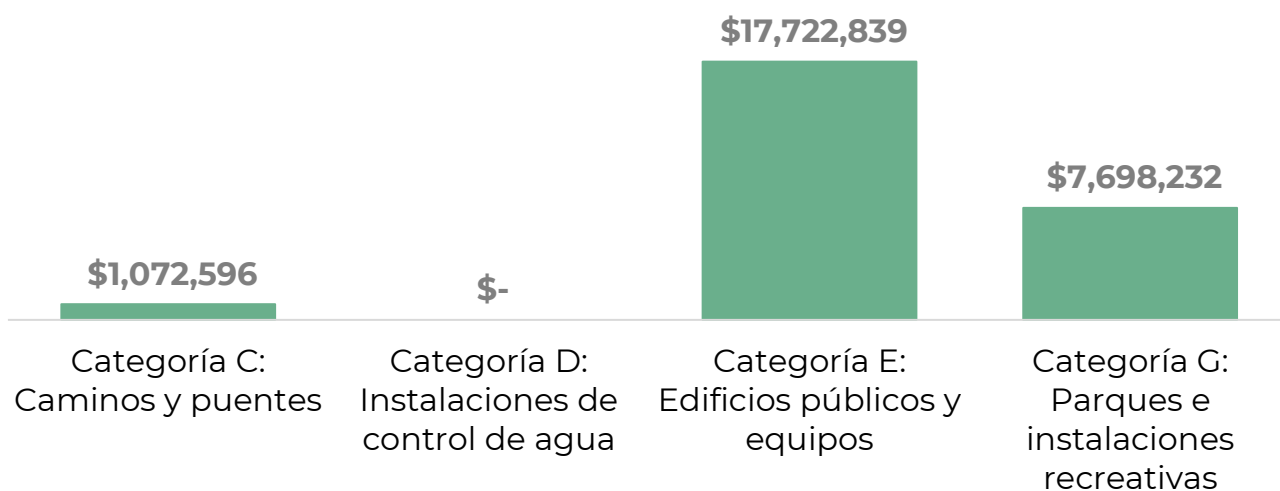 $17,722,839
$7,698,232
$1,072,596
$-
Categoría C:
Caminos y puentes
Categoría D:
Instalaciones de
control de agua
Categoría E:
Edificios públicos y
equipos
Categoría G:
Parques e
instalaciones
recreativas